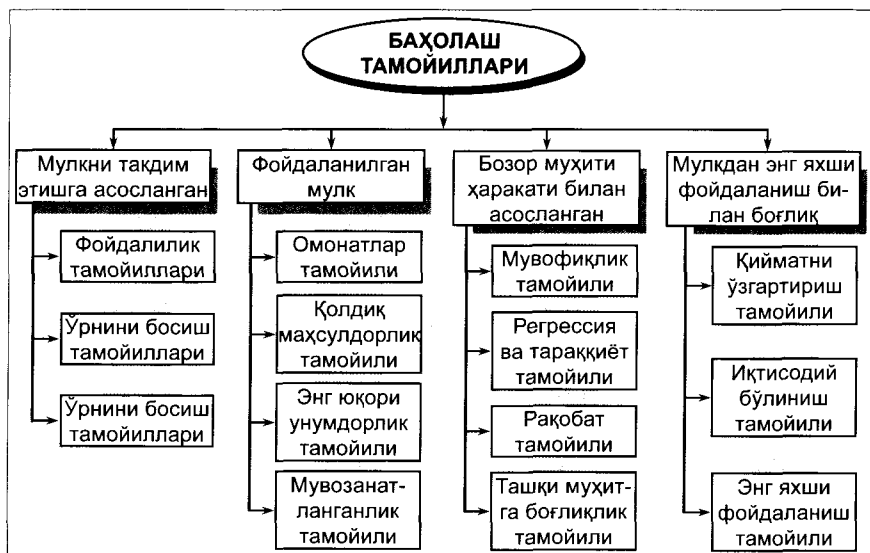 БАҲОЛАШ
ТАМОЙИЛЛАРИ
Мулкни такдим
этишга асосланган
Фойдалилик
тамойиллари
Ўрнини босиш
тамойиллари
Ўрнини босиш
тамойиллари
Фойдаланилган
мулк
Омонатлар
тамойили
Қолдиқ
маҳсулдорлик
тамойили
Энг юқори
унумдорлик
тамойили
Мувозанат-
ланганлик
тамойили
Бозор муҳити
ҳаракати билан
асосланган
Мувофиқлик
тамойили
Регрессия
ва тараққиёт
тамойили
Рақобат
тамойили
Ташқи муҳит-
га боғлиқлик
тамойили
Мулкдан энг яхши
фойдаланиш би-
лан боғлиқ
Қийматни
ўзгартириш
тамойили
Иқтисодий
бўлиниш
тамойили
Энг яхши
фойдаланиш
тамойили